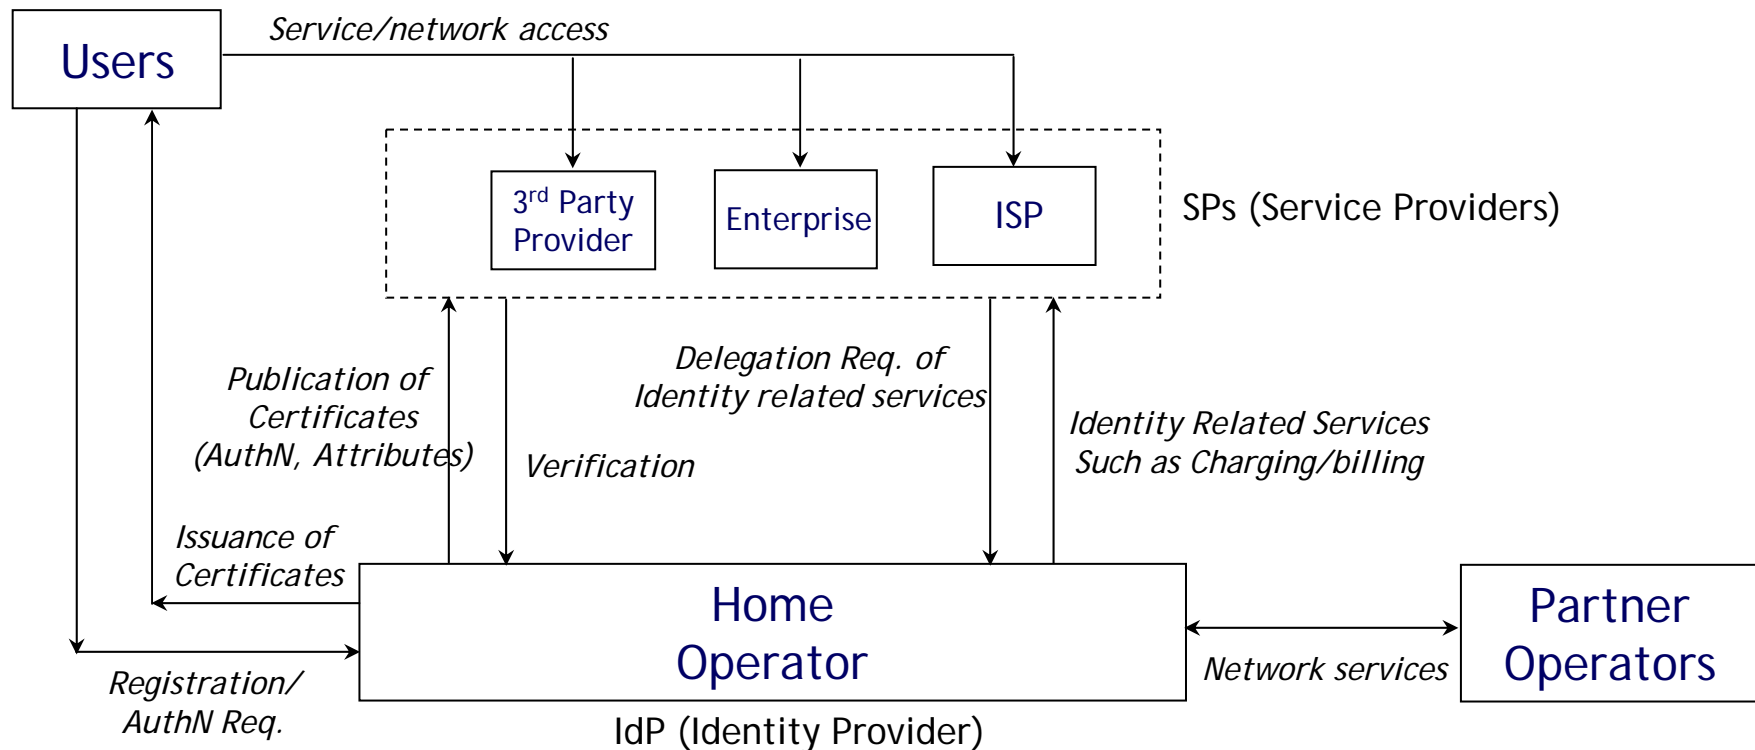 Service/network access
Users
3rd Party
Provider
Enterprise
ISP
SPs (Service Providers)
Publication of
Certificates
(AuthN, Attributes)
Verification
Delegation Req. of
Identity related services
Identity Related Services
Such as Charging/billing
Issuance of
Certificates
Home
Operator
Partner
Operators
Network services
Registration/
AuthN Req.
IdP (Identity Provider)